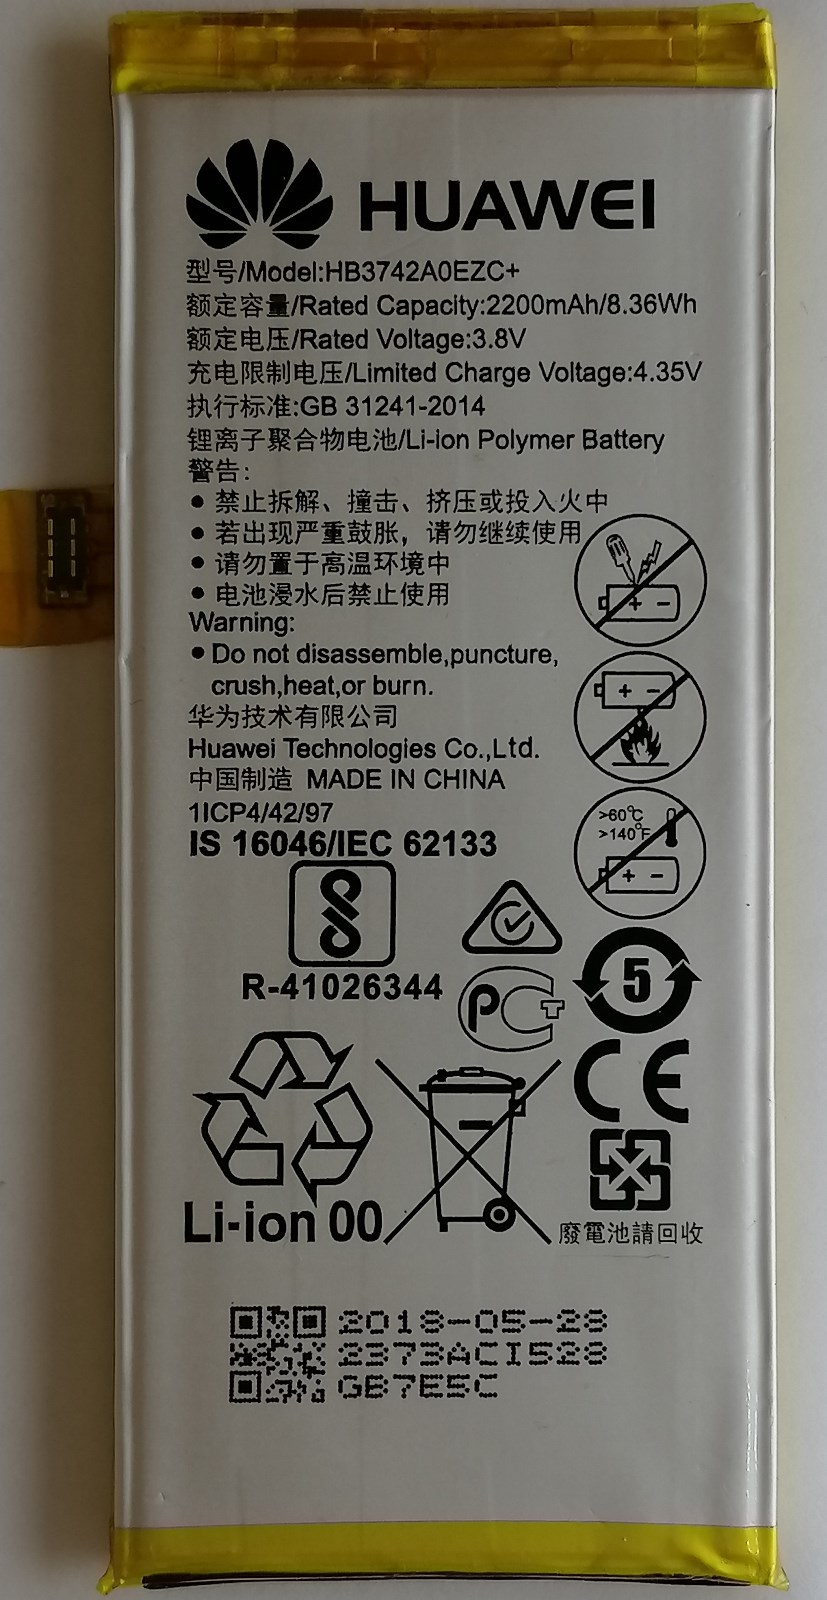 HUAWEI
型号/Model:HB3742A0EZC+
额定容量/Rated Capacity:2200mAh/8.36Wh
额定电压/Rated Voltage:3.8V
充电限制电压/Limited Charge Voltage:4.35V
执行标准:GB 31241-2014
锂离子聚合物电池/Li-ion Polymer Battery
警告:
• 禁止拆解、撞击、挤压或投入火中
• 若出现严重鼓胀，请勿继续使用
• 请勿置于高温环境中
• 电池浸水后禁止使用
Warning:
• Do not disassemble,puncture,
crush,heat,or burn.
华为技术有限公司
Huawei Technologies Co.,Ltd.
中国制造 MADE IN CHINA
1ICP4/42/97
IS 16046/IEC 62133
>60℃
>140℉
R-41026344
5
PCT
CE
Li-ion 00
廢電池請回收
2018-05-28
2373ACI528
GB7E5C